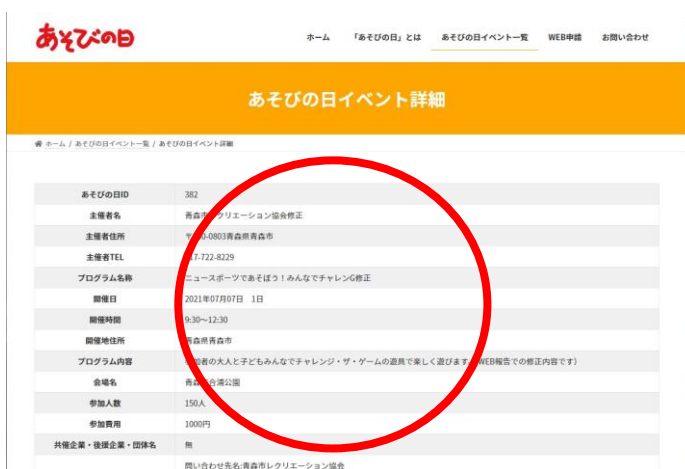 あそびの日
ホーム 「あそびの日」とは あそびの日イベント一覧 WEB申請 お問い合わせ
あそびの日イベント詳細
ホーム / あそびの日イベント一覧 / あそびの日イベント詳細
あそびの日ID 382
主催者名 青森市レクリエーション協会修正
主催者住所 0-0803青森県青森市
主催者TEL 17-722-8229
プログラム名称 ニュースポーツであそぼう！みんなでチャレンG修正
開催日 2021年07月07日 1日
開催時間 9:30～12:30
開催地住所 青森県青森市
プログラム内容 加者の大人と子どもみんなでチャレンジ・ザ・ゲームの遊具で楽しく遊びます。WEB報告での修正内容です）
会場名 青森市合浦公園
参加人数 150人
参加費用 1000円
共催企業・後援企業・団体名 無
問い合わせ先名:青森市レクリエーション協会